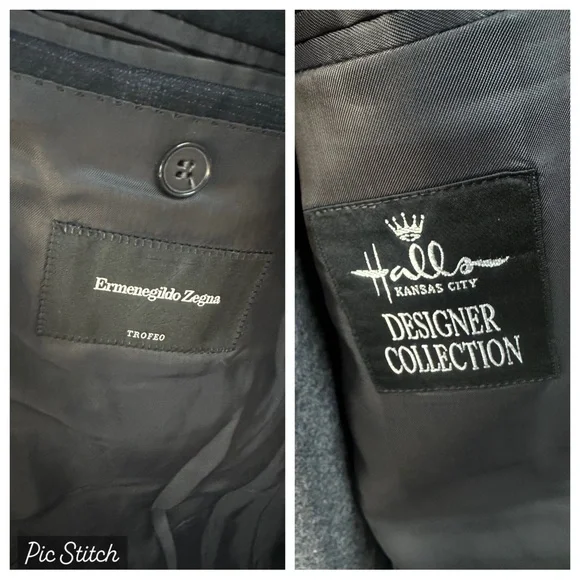 Ermenegildo Zegna
TROFEO
Halls
KANSAS CITY
DESIGNER
COLLECTION
Pic Stitch